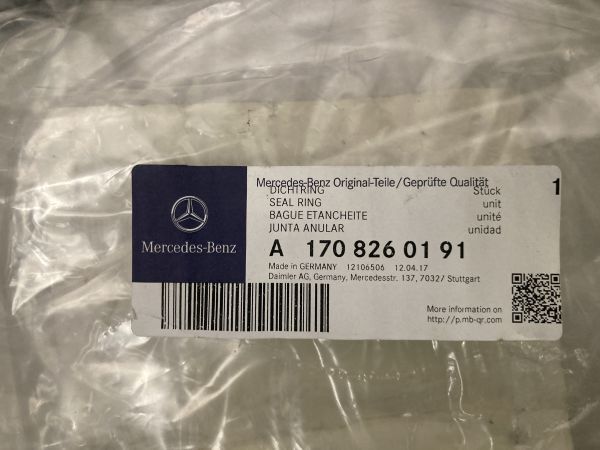 Mercedes-Benz Original-Teile/Geprüfte Qualität
DICHTRING Stück 1
SEAL RING unit
BAGUE ETANCHEITE unité
JUNTA ANULAR unidad
Mercedes-Benz
A 170 826 01 91
Made in GERMANY 12106506 12.04.17
Daimler AG, Germany, Mercedesstr. 137, 70327 Stuttgart
More information on
http://p.mb-qr.com/